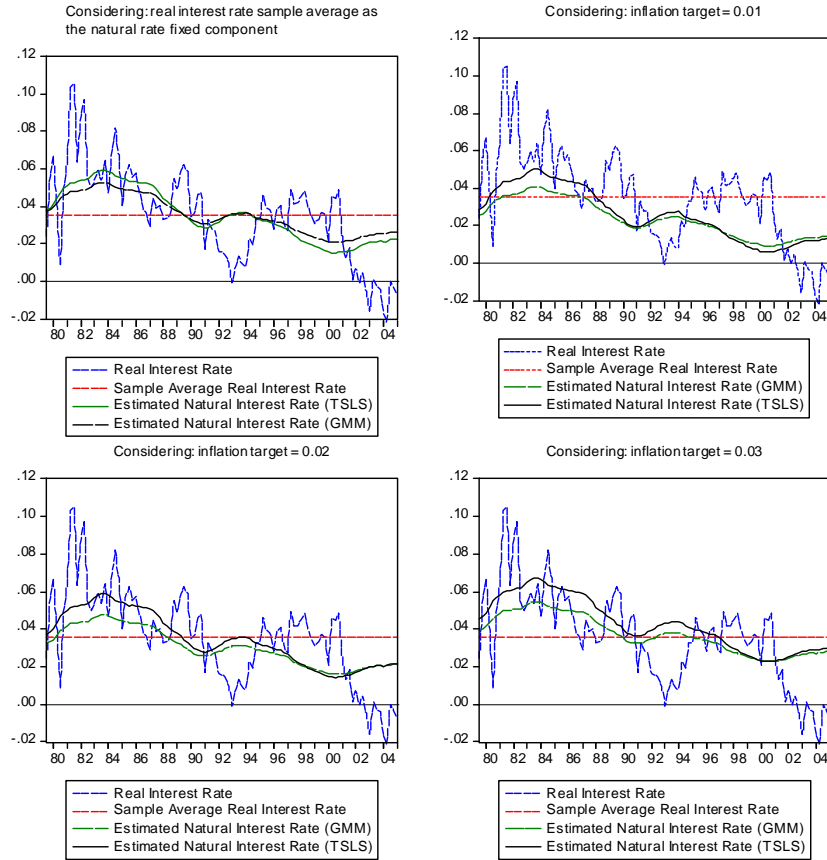 Considering: real interest rate sample average as
the natural rate fixed component
.12
.10
.08
.06
.04
.02
.00
-.02
80 82 84 86 88 90 92 94 96 98 00 02 04
Real Interest Rate
Sample Average Real Interest Rate
Estimated Natural Interest Rate (TSLS)
Estimated Natural Interest Rate (GMM)
Considering: inflation target = 0.01
.12
.10
.08
.06
.04
.02
.00
-.02
80 82 84 86 88 90 92 94 96 98 00 02 04
Real Interest Rate
Sample Average Real Interest Rate
Estimated Natural Interest Rate (GMM)
Estimated Natural Interest Rate (TSLS)
Considering: inflation target = 0.02
.12
.10
.08
.06
.04
.02
.00
-.02
80 82 84 86 88 90 92 94 96 98 00 02 04
Real Interest Rate
Sample Average Real Interest Rate
Estimated Natural Interest Rate (GMM)
Estimated Natural Interest Rate (TSLS)
Considering: inflation target = 0.03
.12
.10
.08
.06
.04
.02
.00
-.02
80 82 84 86 88 90 92 94 96 98 00 02 04
Real Interest Rate
Sample Average Real Interest Rate
Estimated Natural Interest Rate (GMM)
Estimated Natural Interest Rate (TSLS)